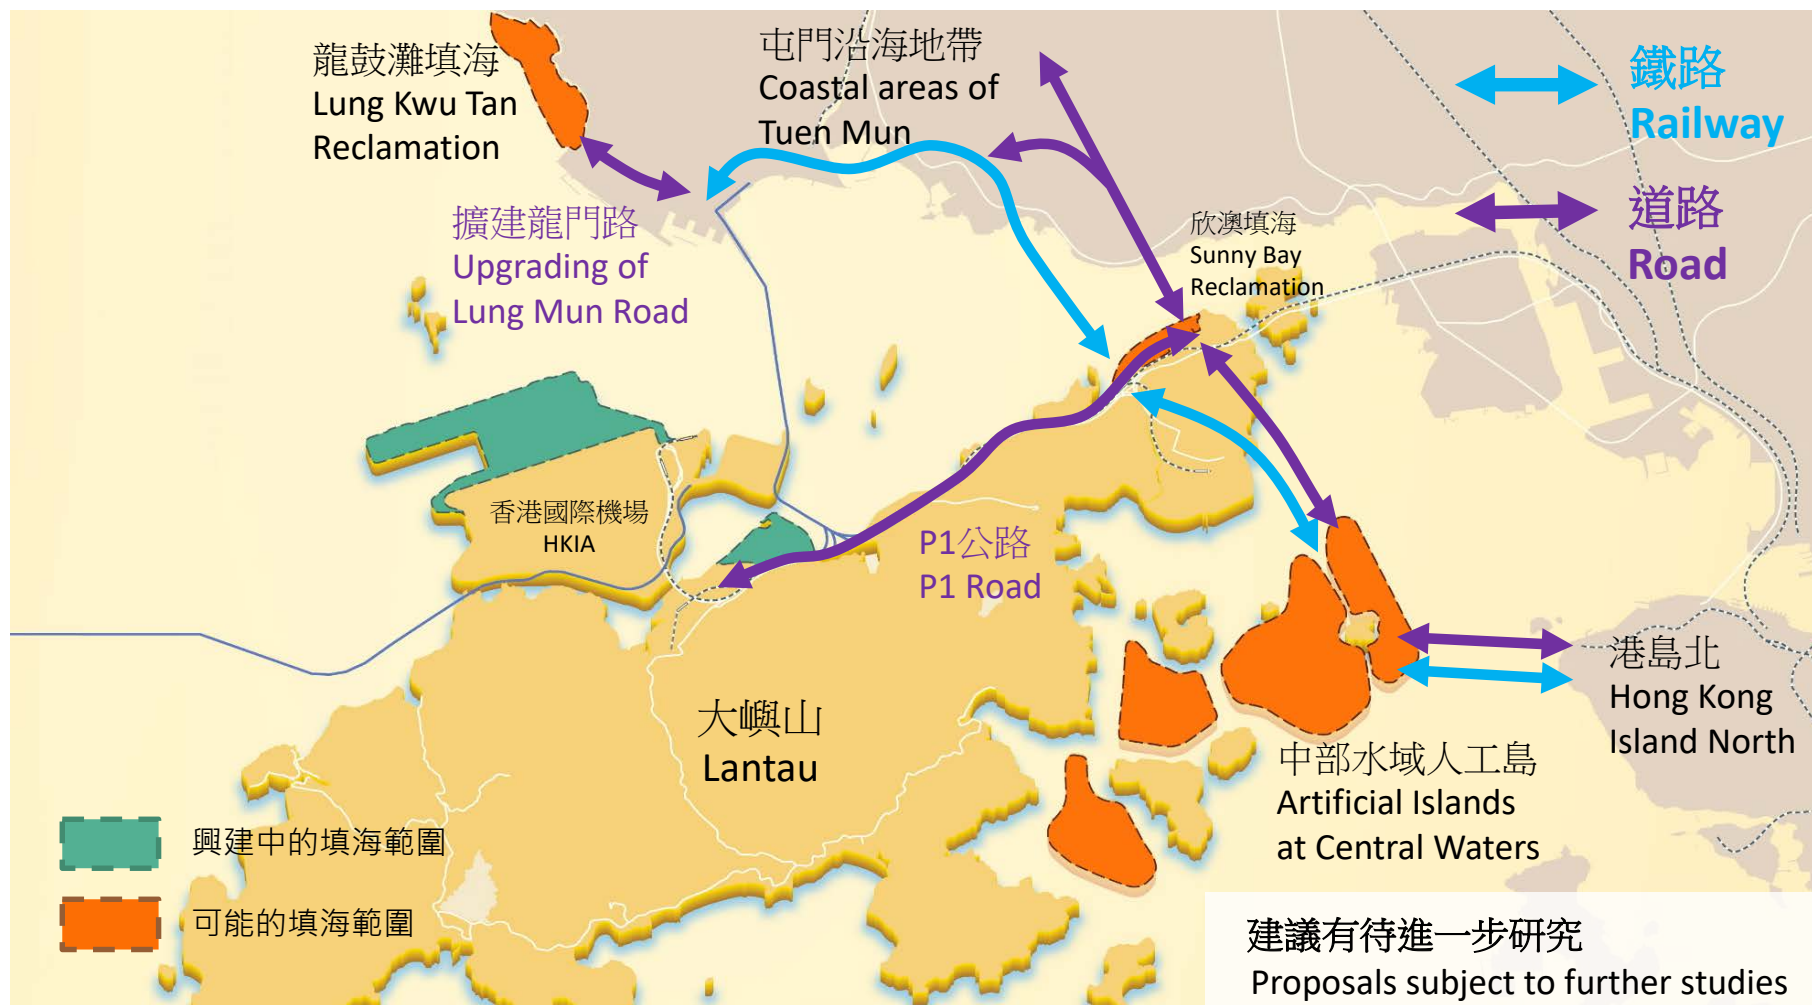 龍鼓灘填海
Lung Kwu Tan
Reclamation
屯門沿海地帶
Coastal areas of
Tuen Mun
鐵路
Railway
道路
Road
擴建龍門路
Upgrading of
Lung Mun Road
欣澳填海
Sunny Bay
Reclamation
香港國際機場
HKIA
P1公路
P1 Road
大嶼山
Lantau
港島北
Hong Kong
Island North
中部水域人工島
Artificial Islands
at Central Waters
興建中的填海範圍
可能的填海範圍
建議有待進一步研究
Proposals subject to further studies